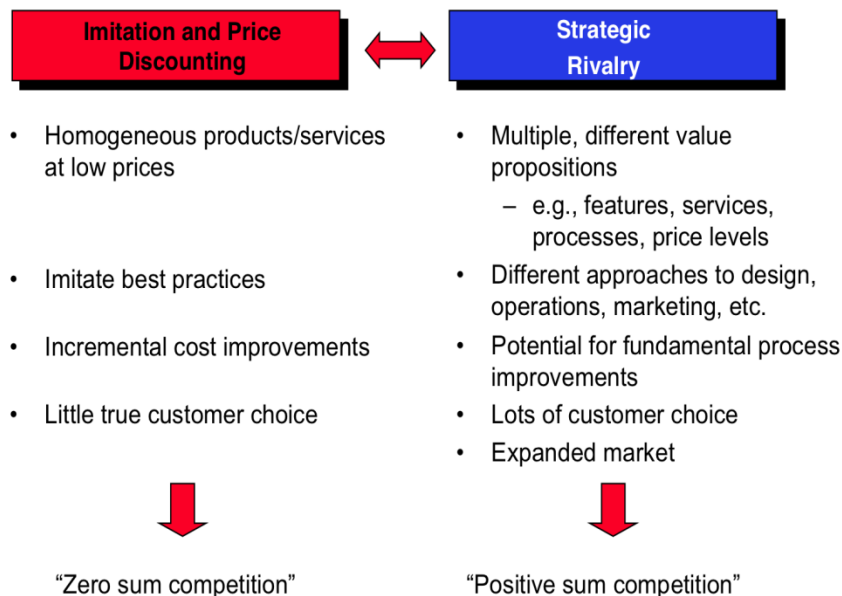 Imitation and Price
Discounting
Strategic
Rivalry
• Homogeneous products/services
at low prices
• Imitate best practices
• Incremental cost improvements
• Little true customer choice
“Zero sum competition”
• Multiple, different value
propositions
– e.g., features, services,
processes, price levels
• Different approaches to design,
operations, marketing, etc.
• Potential for fundamental process
improvements
• Lots of customer choice
• Expanded market
“Positive sum competition”